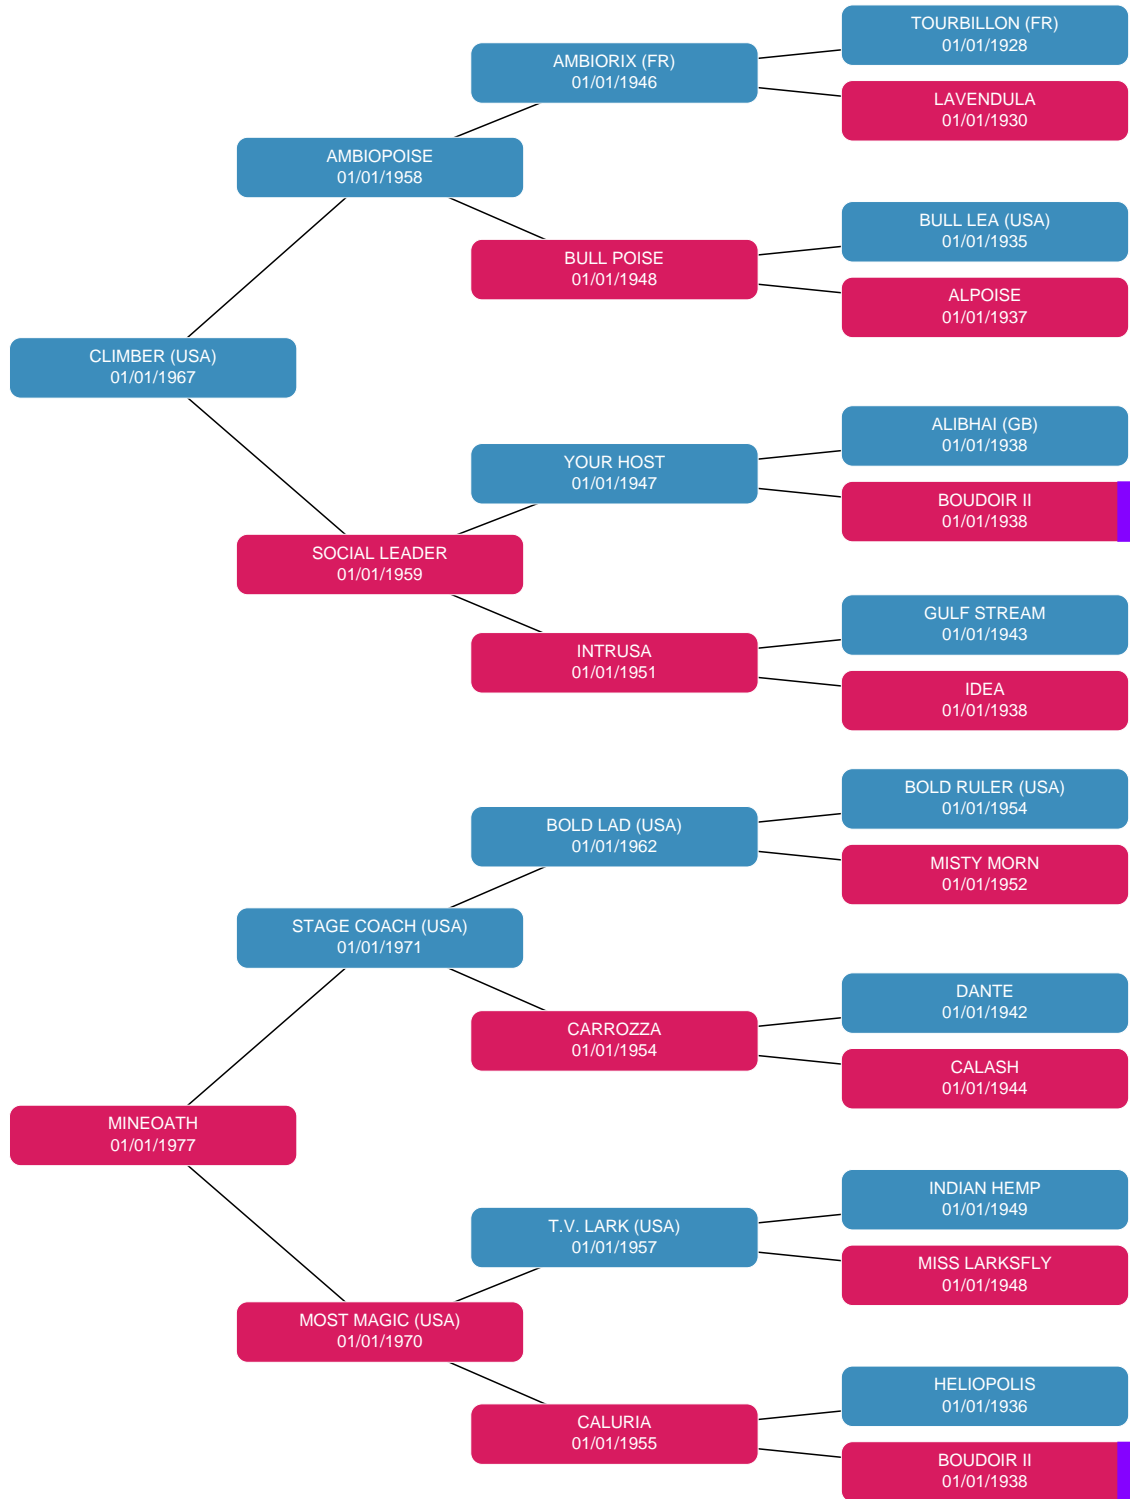 TOURBILLON (FR)
01/01/1928
AMBIORIX (FR)
01/01/1946
LAVENDULA
01/01/1930
AMBIOPOISE
01/01/1958
BULL LEA (USA)
01/01/1935
BULL POISE
01/01/1948
ALPOISE
01/01/1937
CLIMBER (USA)
01/01/1967
ALIBHAI (GB)
01/01/1938
YOUR HOST
01/01/1947
BOUDOIR II
01/01/1938
SOCIAL LEADER
01/01/1959
GULF STREAM
01/01/1943
INTRUSA
01/01/1951
IDEA
01/01/1938
BOLD RULER (USA)
01/01/1954
BOLD LAD (USA)
01/01/1962
MISTY MORN
01/01/1952
STAGE COACH (USA)
01/01/1971
DANTE
01/01/1942
CARROZZA
01/01/1954
CALASH
01/01/1944
MINEOATH
01/01/1977
INDIAN HEMP
01/01/1949
T.V. LARK (USA)
01/01/1957
MISS LARKSFLY
01/01/1948
MOST MAGIC (USA)
01/01/1970
HELIOPOLIS
01/01/1936
CALURIA
01/01/1955
BOUDOIR II
01/01/1938